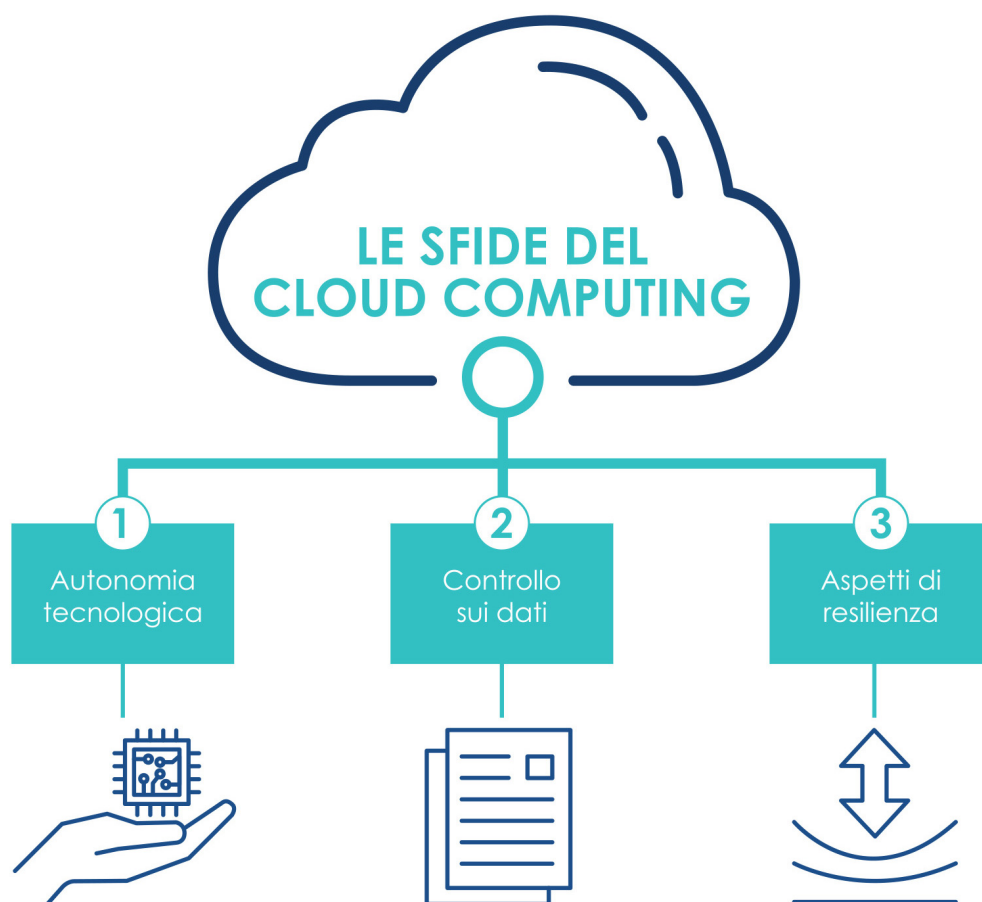 LE SFIDE DEL
CLOUD COMPUTING
1
Autonomia
tecnologica
2
Controllo
sui dati
3
Aspetti di
resilienza